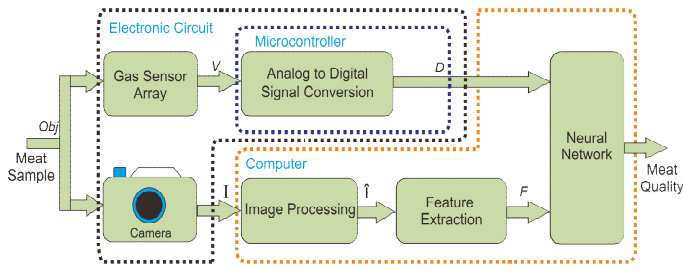 Electronic Circuit
Microcontroller
Gas Sensor
Array
V
Analog to Digital
Signal Conversion
D
Obj
Meat
Sample
Neural
Network
Meat
Quality
Computer
Camera
I
Image Processing
Î
Feature
Extraction
F